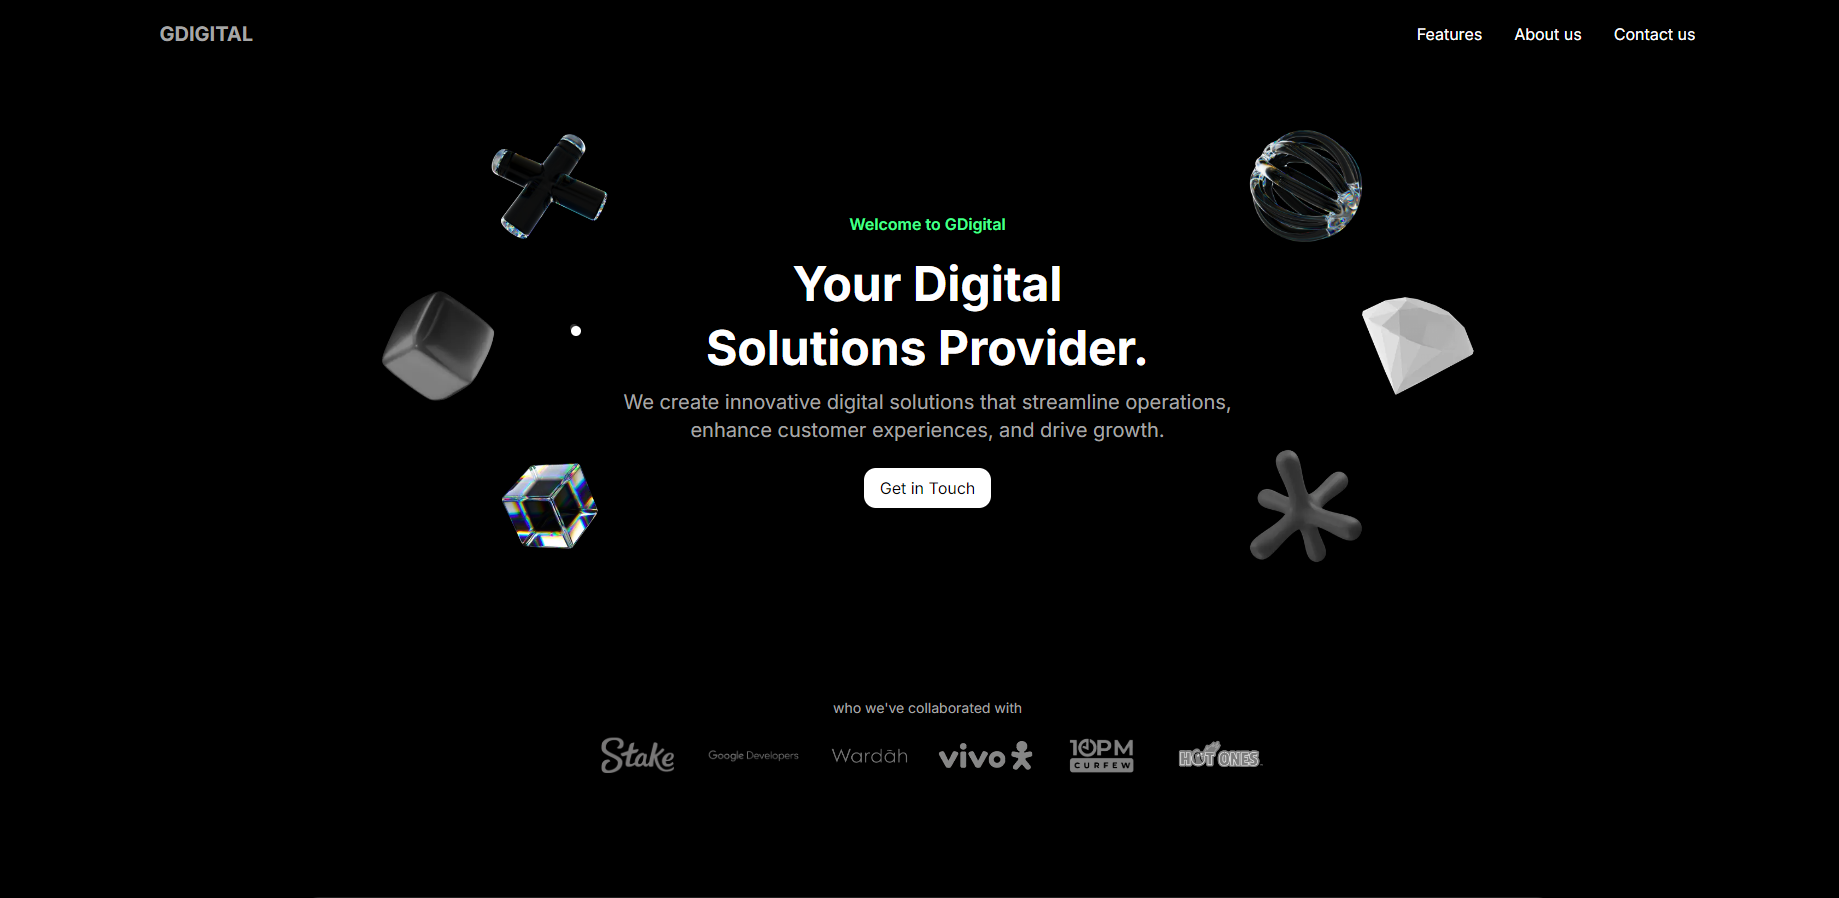 GDIGITAL
Features
About us
Contact us
Welcome to GDigital
Your Digital
Solutions Provider.
We create innovative digital solutions that streamline operations,
enhance customer experiences, and drive growth.
Get in Touch
who we've collaborated with
Stake
Google Developers
Wardāh
vivo
10PM
CURFEW
HOT ONES